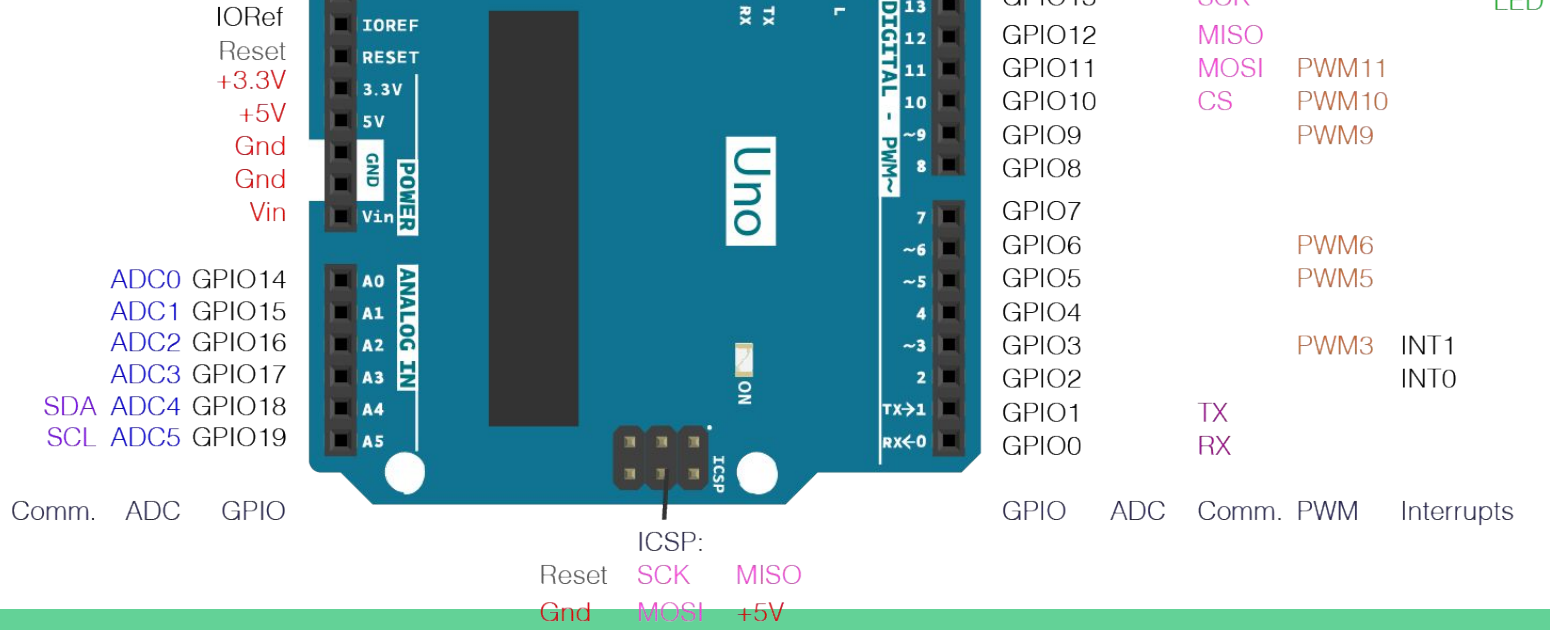 IORef
Reset
+3.3V
+5V
Gnd
Gnd
Vin
ADC0 GPIO14
ADC1 GPIO15
ADC2 GPIO16
ADC3 GPIO17
SDA ADC4 GPIO18
SCL ADC5 GPIO19
Comm. ADC GPIO
IOREF
RESET
3.3V
5V
GND
Vin
POWER
A0
A1
A2
A3
A4
A5
ANALOG IN
RX
TX
L
Uno
ON
ICSP
DIGITAL - PWM~
13
12
11
10
~9
8
7
~6
~5
4
~3
2
TX→1
RX←0
GPIO13 SCK LED
GPIO12 MISO
GPIO11 MOSI PWM11
GPIO10 CS PWM10
GPIO9 PWM9
GPIO8
GPIO7
GPIO6 PWM6
GPIO5 PWM5
GPIO4
GPIO3 PWM3 INT1
GPIO2 INT0
GPIO1 TX
GPIO0 RX
GPIO ADC Comm. PWM Interrupts
ICSP:
Reset SCK MISO
Gnd MOSI +5V